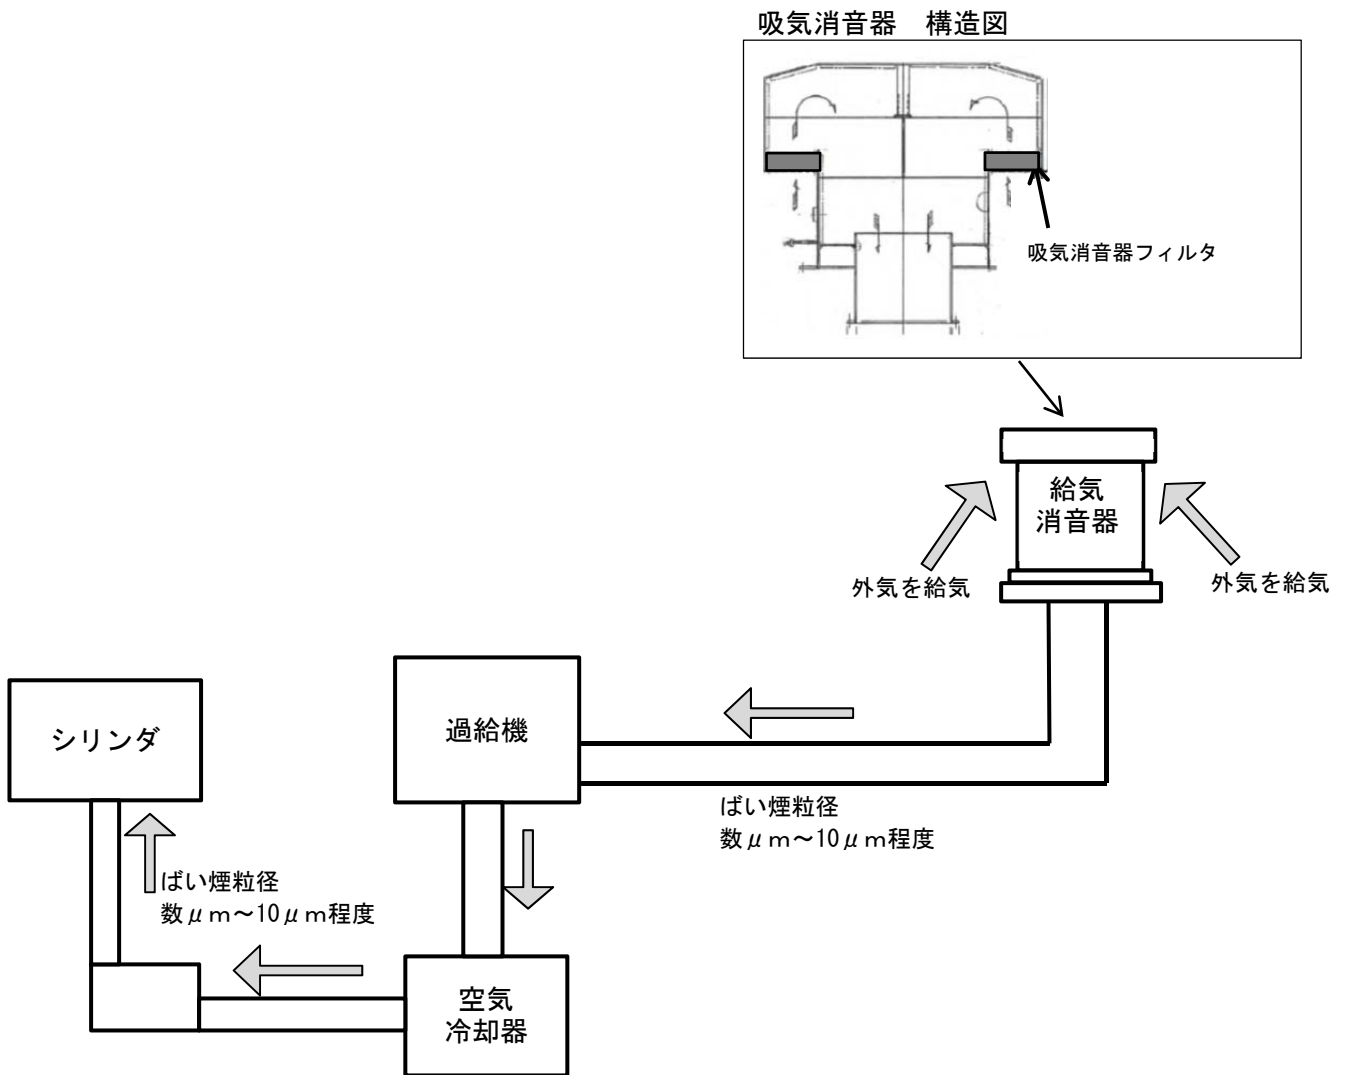 吸気消音器　構造図
吸気消音器フィルタ
給気
消音器
外気を給気
外気を給気
シリンダ
過給機
ばい煙粒径
数μm～10μm程度
ばい煙粒径
数μm～10μm程度
空気
冷却器